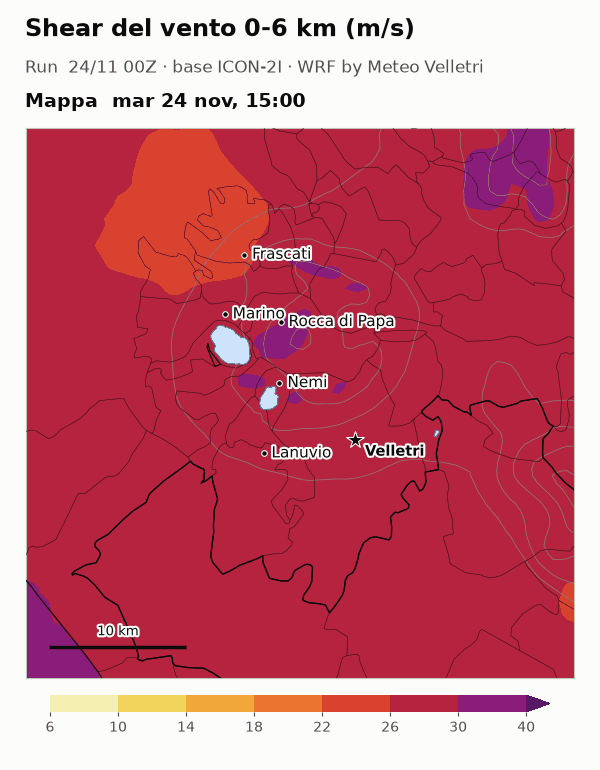 Shear del vento 0-6 km (m/s)
Run  24/11 00Z · base ICON-2I · WRF by Meteo Velletri
Mappa  mar 24 nov, 15:00
Frascati
Marino
Rocca di Papa
Nemi
Velletri
Lanuvio
10 km
6 10 14 18 22 26 30 40